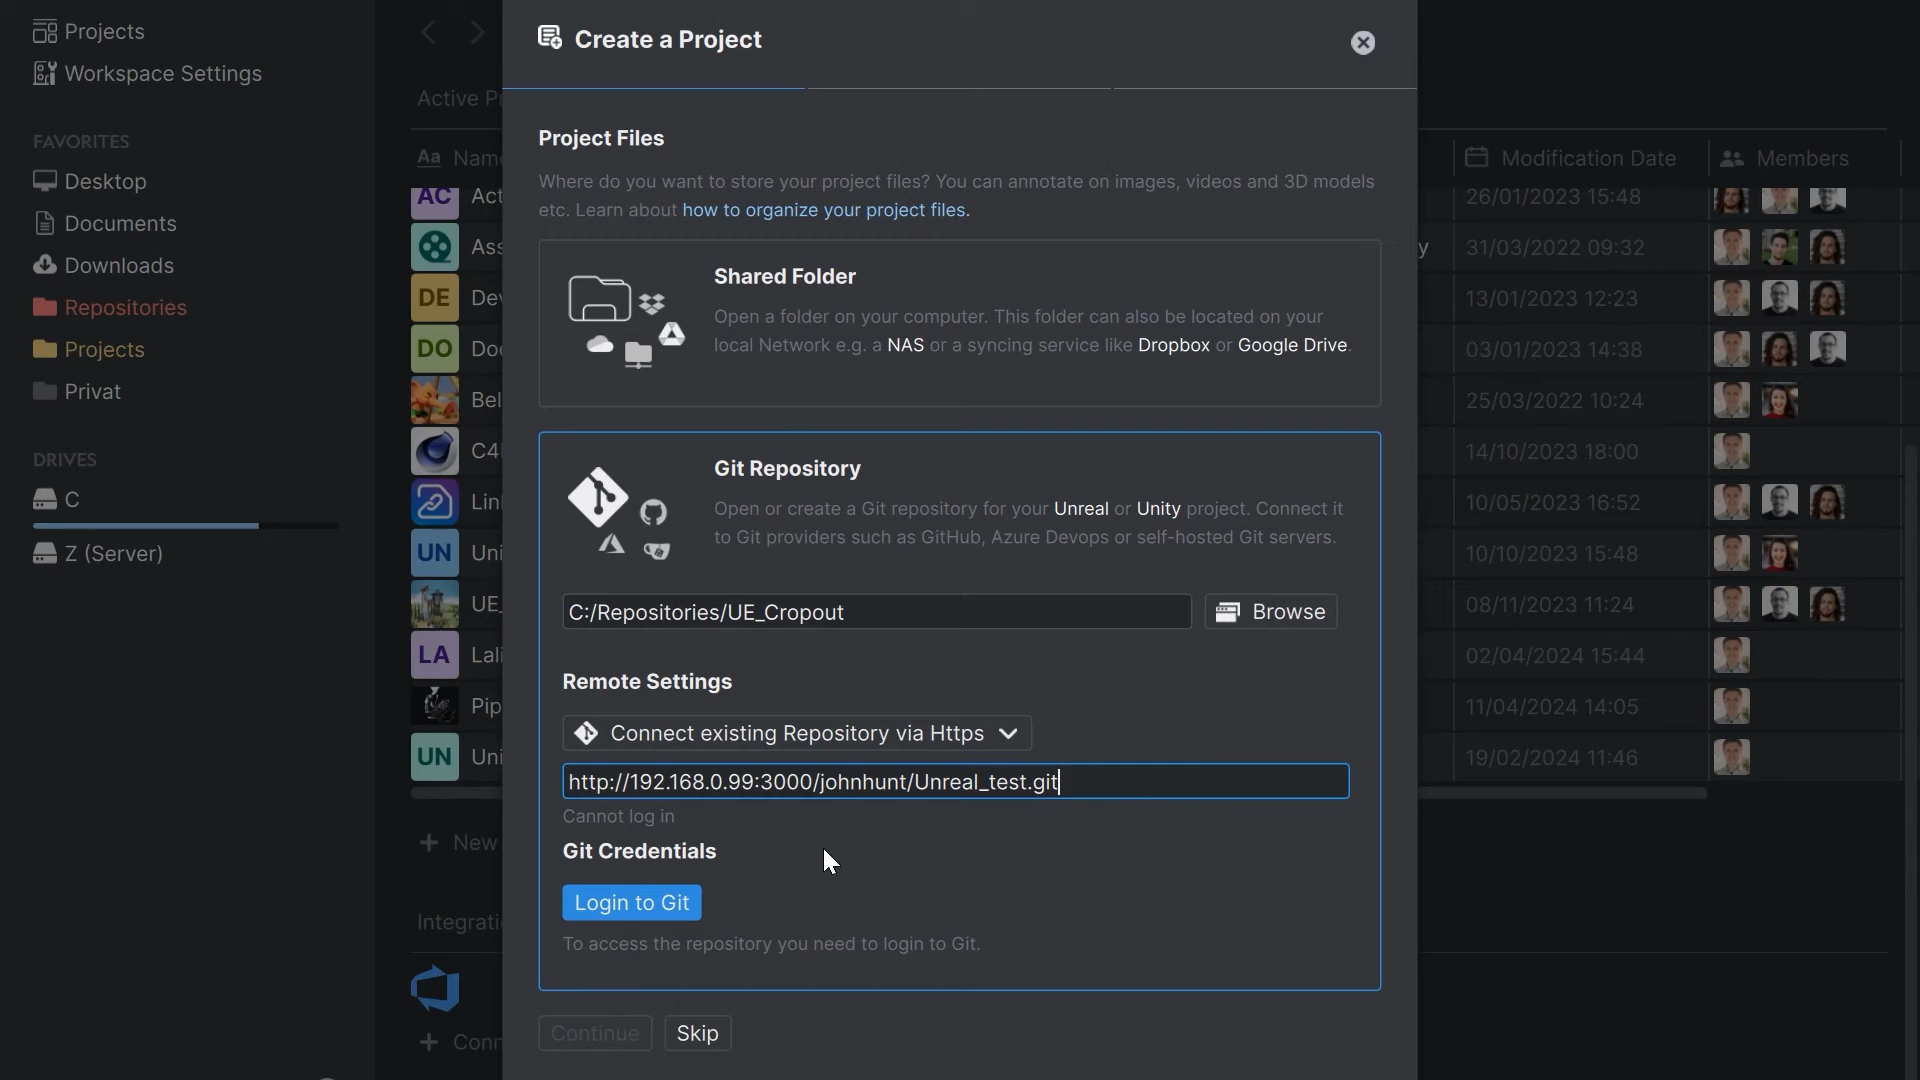 Projects
Workspace Settings
FAVORITES
Desktop
Documents
Downloads
Repositories
Projects
Privat
DRIVES
C
Z (Server)
Active P
Aa Name
AC Act
Ass
DE Dev
DO Doc
Bel
C4
Lin
UN Uni
UE_
LA Lali
Pip
UN Uni
+ New
Integrati
+ Conn
Create a Project
Project Files
Where do you want to store your project files? You can annotate on images, videos and 3D models
etc. Learn about how to organize your project files.
Shared Folder
Open a folder on your computer. This folder can also be located on your
local Network e.g. a NAS or a syncing service like Dropbox or Google Drive.
Git Repository
Open or create a Git repository for your Unreal or Unity project. Connect it
to Git providers such as GitHub, Azure Devops or self-hosted Git servers.
C:/Repositories/UE_Cropout
Browse
Remote Settings
Connect existing Repository via Https
http://192.168.0.99:3000/johnhunt/Unreal_test.git
Cannot log in
Git Credentials
Login to Git
To access the repository you need to login to Git.
Continue
Skip
Modification Date
Members
26/01/2023 15:48
y
31/03/2022 09:32
13/01/2023 12:23
03/01/2023 14:38
25/03/2022 10:24
14/10/2023 18:00
10/05/2023 16:52
10/10/2023 15:48
08/11/2023 11:24
02/04/2024 15:44
11/04/2024 14:05
19/02/2024 11:46